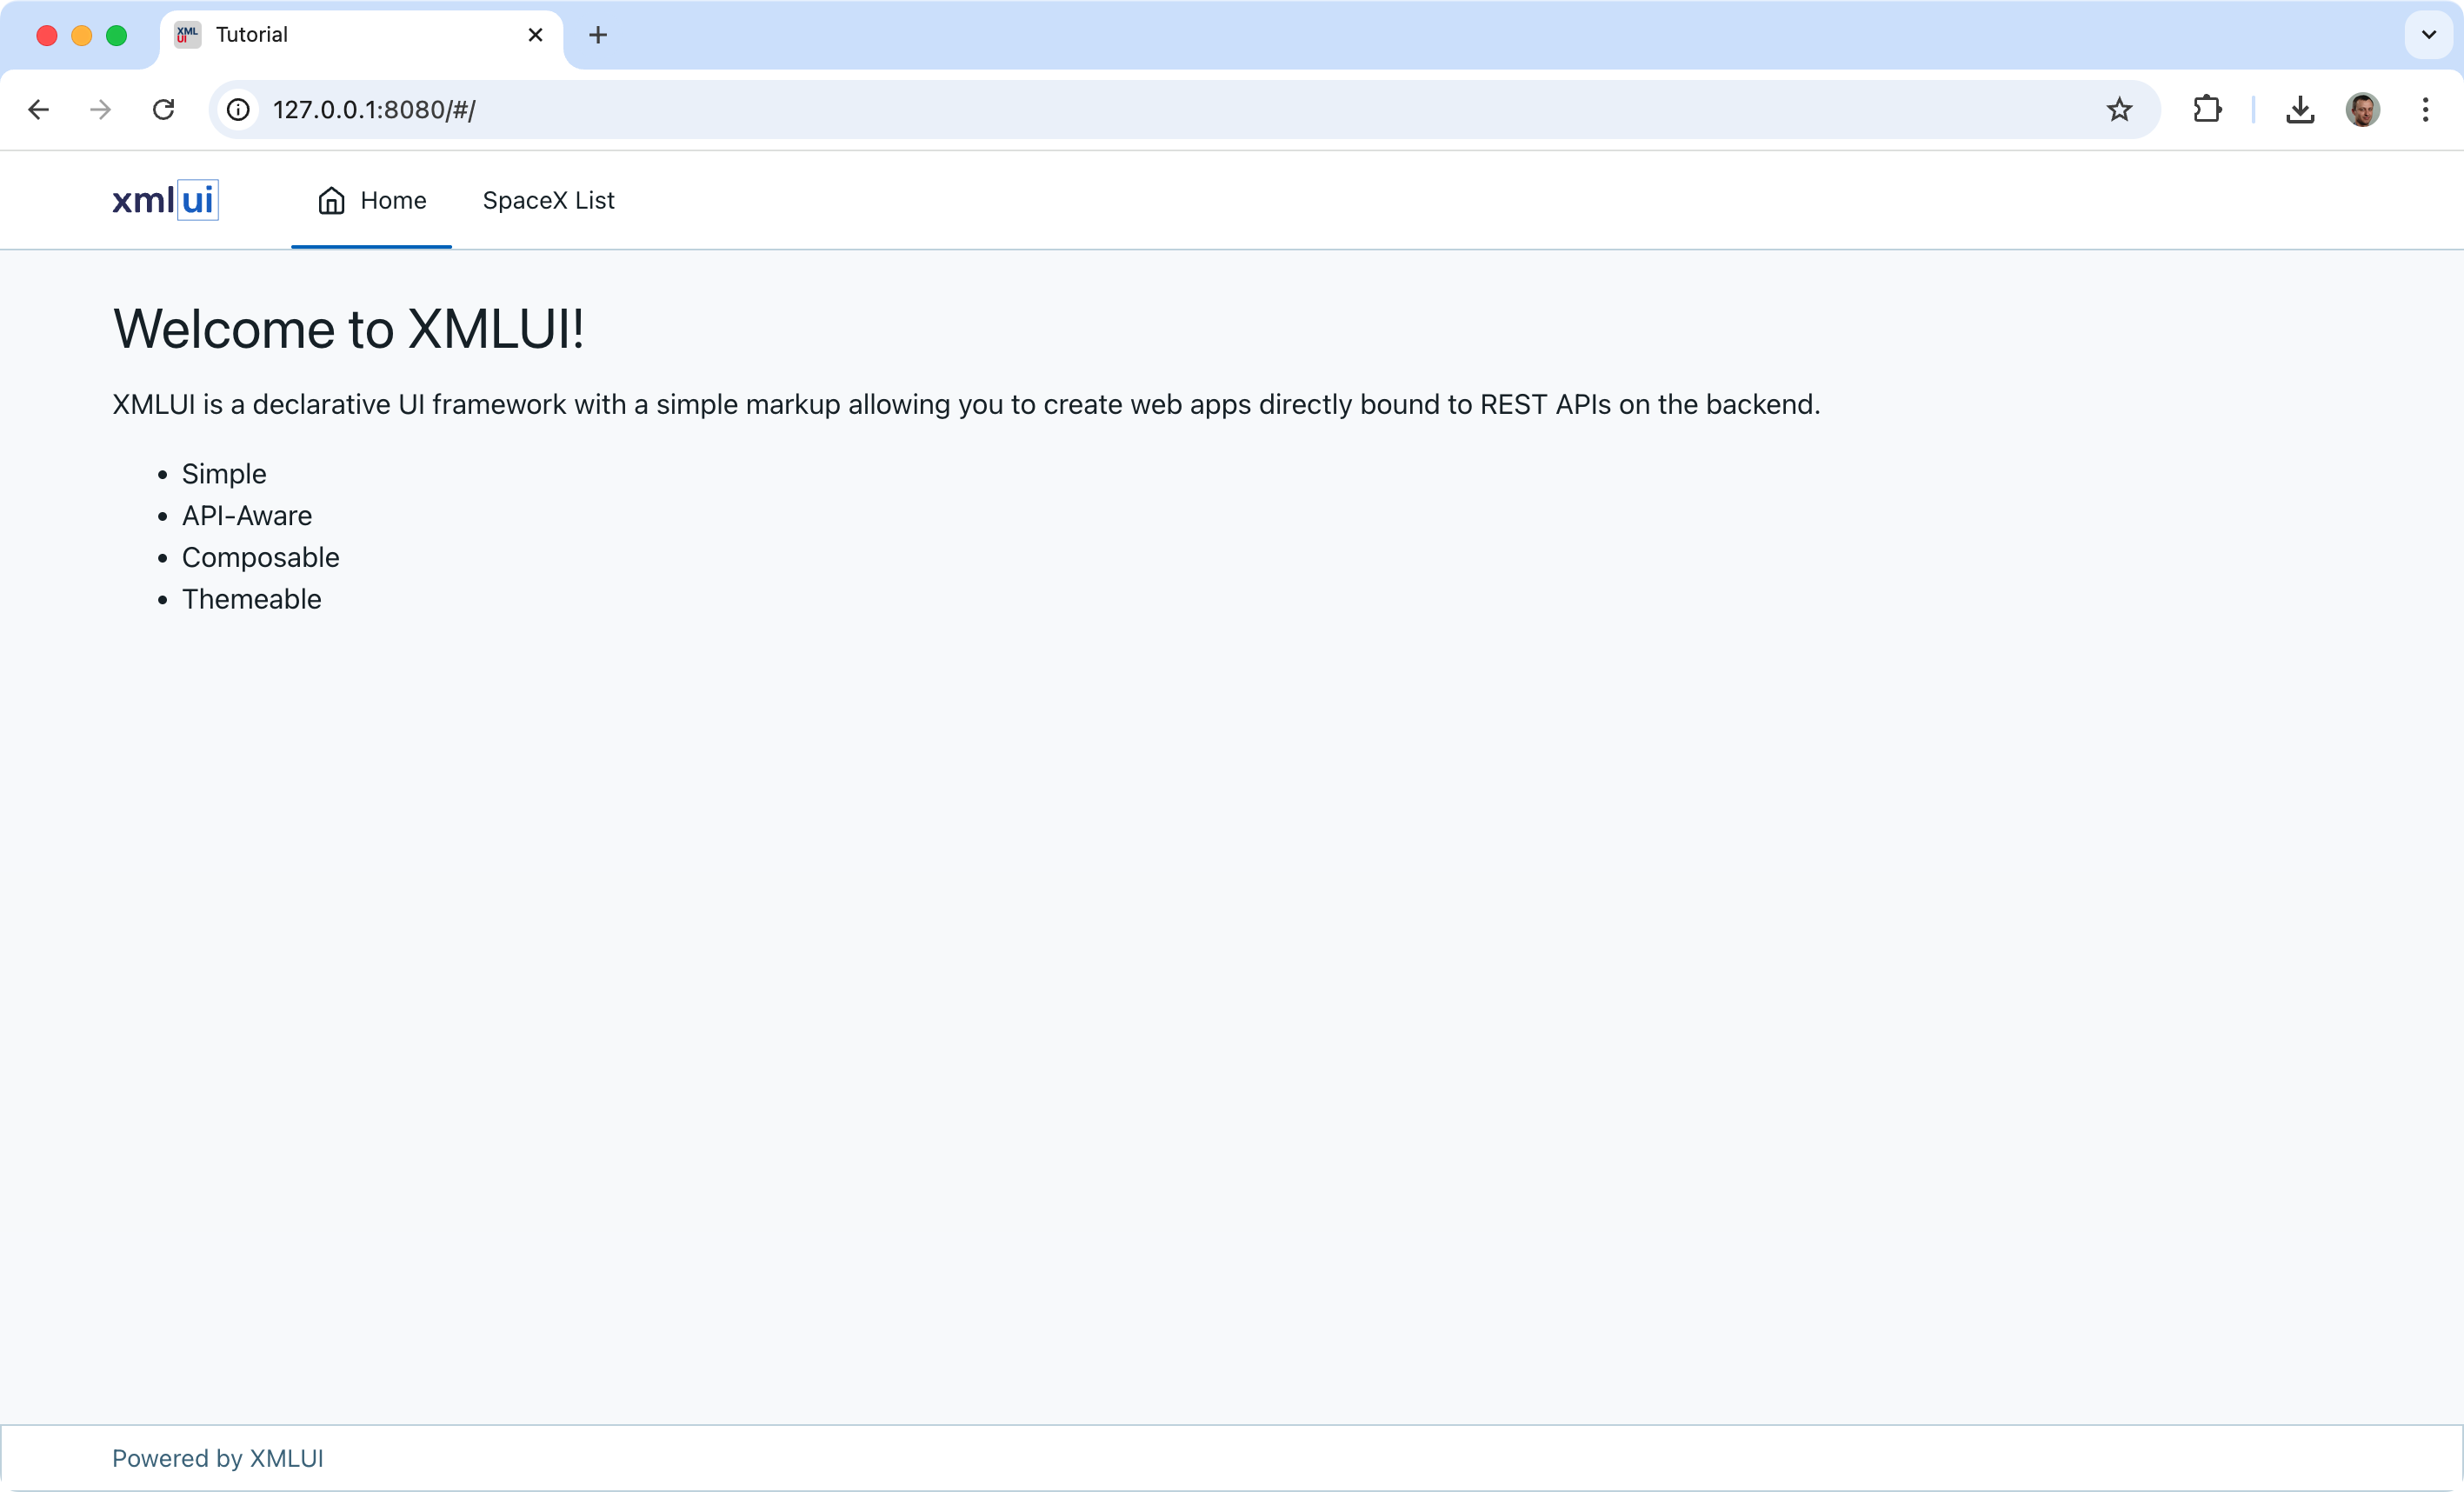 XML
UI
Tutorial
127.0.0.1:8080/#/
xmlui
Home
SpaceX List
Welcome to XMLUI!
XMLUI is a declarative UI framework with a simple markup allowing you to create web apps directly bound to REST APIs on the backend.
• Simple
• API-Aware
• Composable
• Themeable
Powered by XMLUI